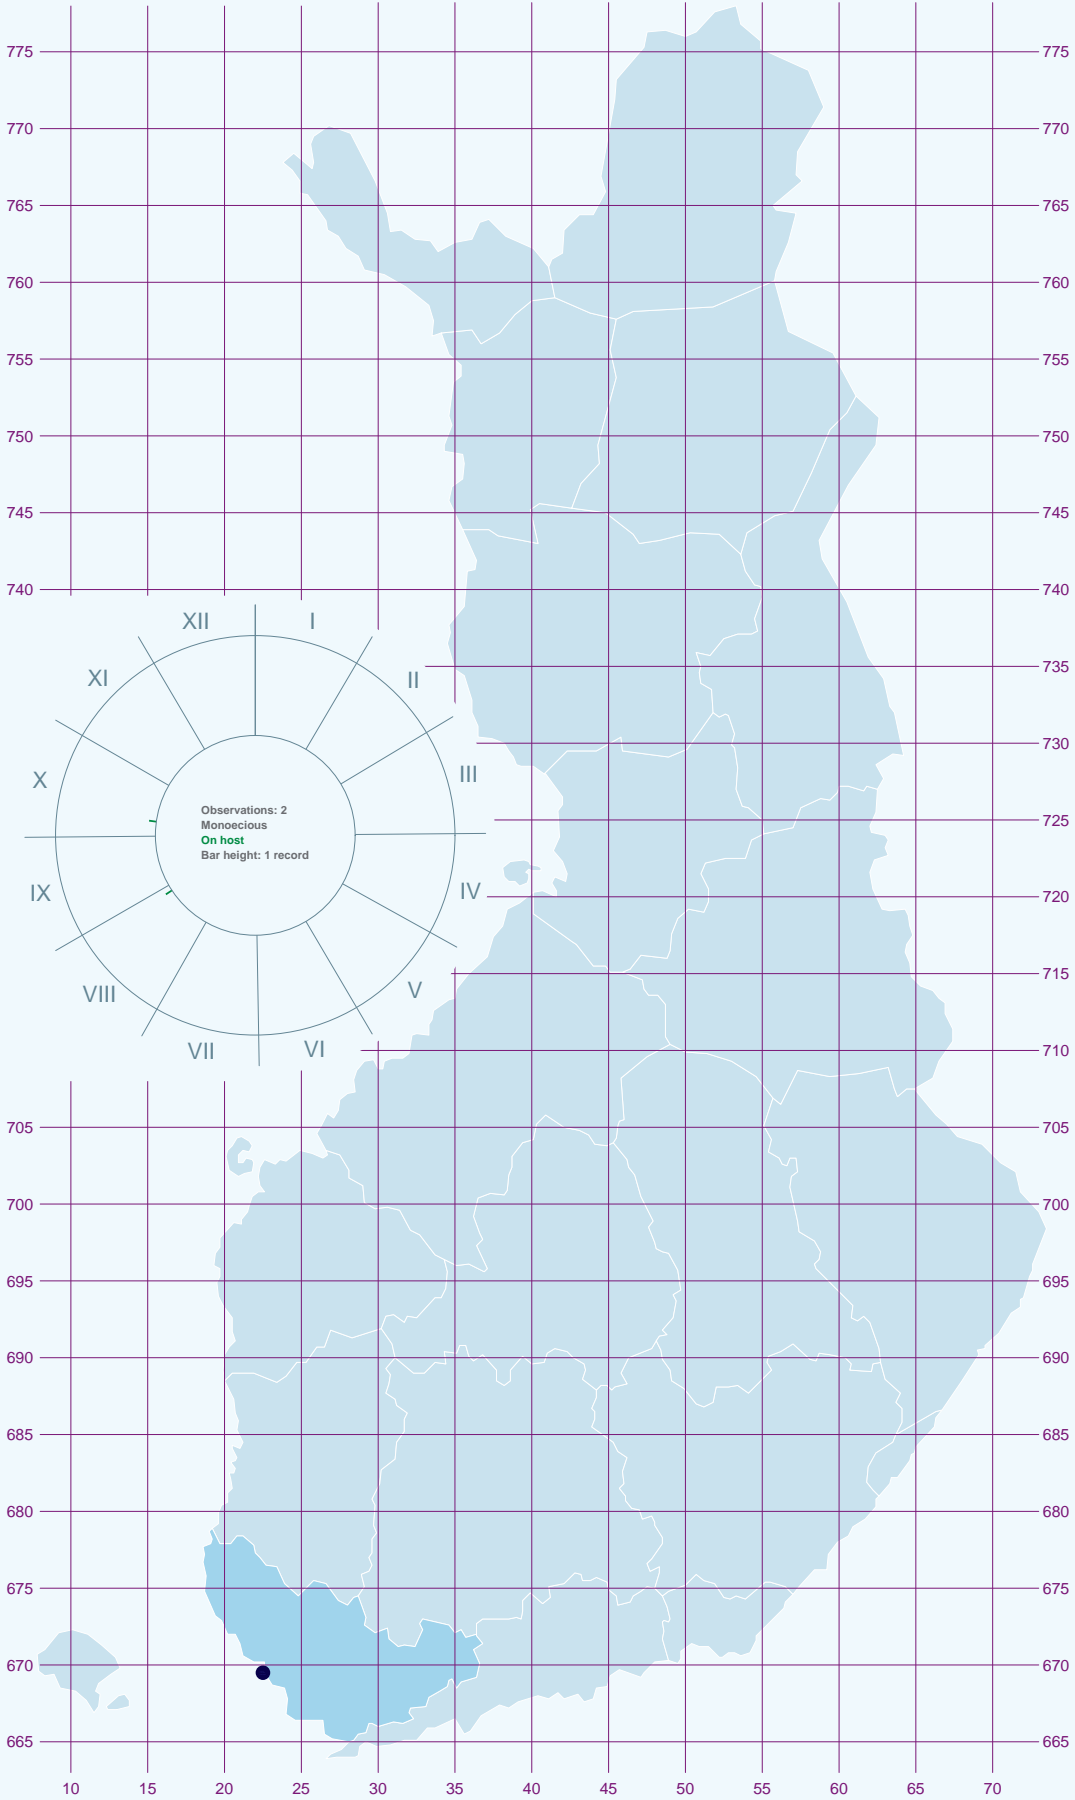 775 775
770 770
765 765
760 760
755 755
750 750
745 745
740 740
XII I
XI II
735
730
X III
Observations: 2
Monoecious
On host
Bar height: 1 record
725
IX IV
720
VIII V
715
VII VI
710
705 705
700 700
695 695
690 690
685 685
680 680
675 675
670 670
665 665
10 15 20 25 30 35 40 45 50 55 60 65 70